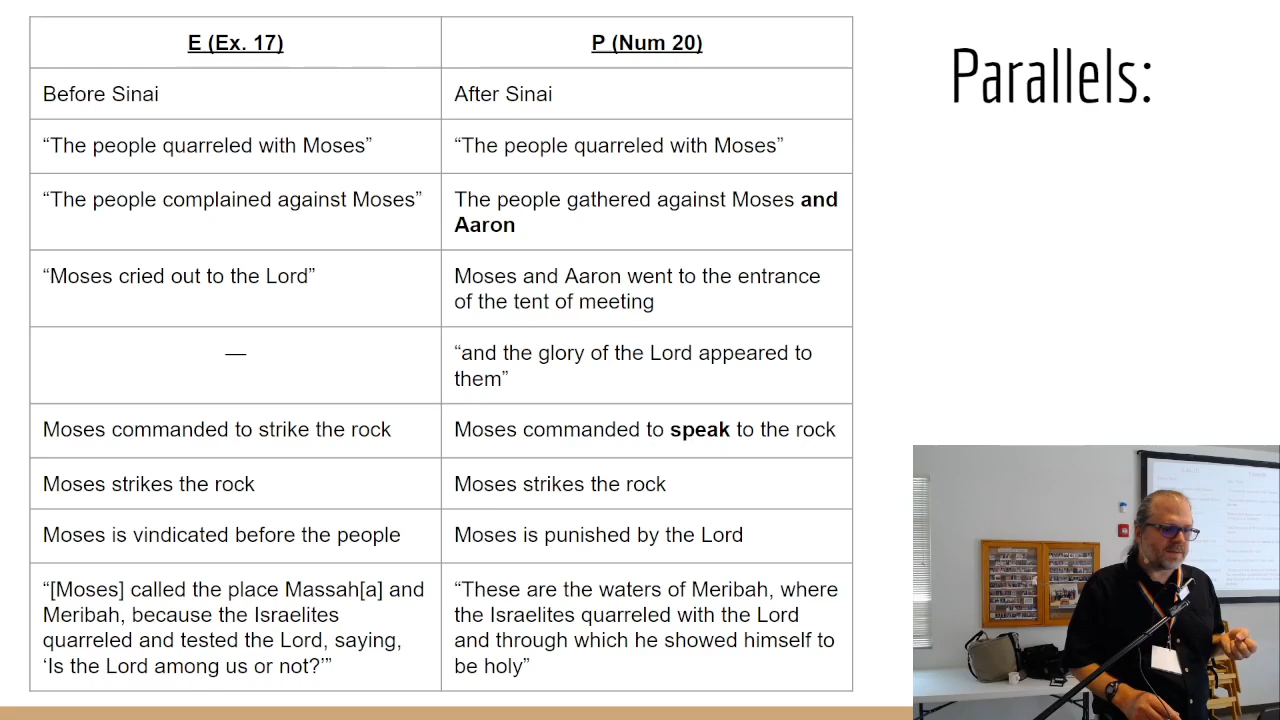 E (Ex. 17)
P (Num 20)
Parallels:
Before Sinai
After Sinai
“The people quarreled with Moses”
“The people quarreled with Moses”
“The people complained against Moses”
The people gathered against Moses and
Aaron
“Moses cried out to the Lord”
Moses and Aaron went to the entrance
of the tent of meeting
—
“and the glory of the Lord appeared to
them”
Moses commanded to strike the rock
Moses commanded to speak to the rock
Moses strikes the rock
Moses strikes the rock
Moses is vindicated before the people
Moses is punished by the Lord
“[Moses] called the place Massah[a] and
Meribah, because the Israelites
quarreled and tested the Lord, saying,
‘Is the Lord among us or not?’”
“These are the waters of Meribah, where
the Israelites quarreled with the Lord
and through which he showed himself to
be holy”